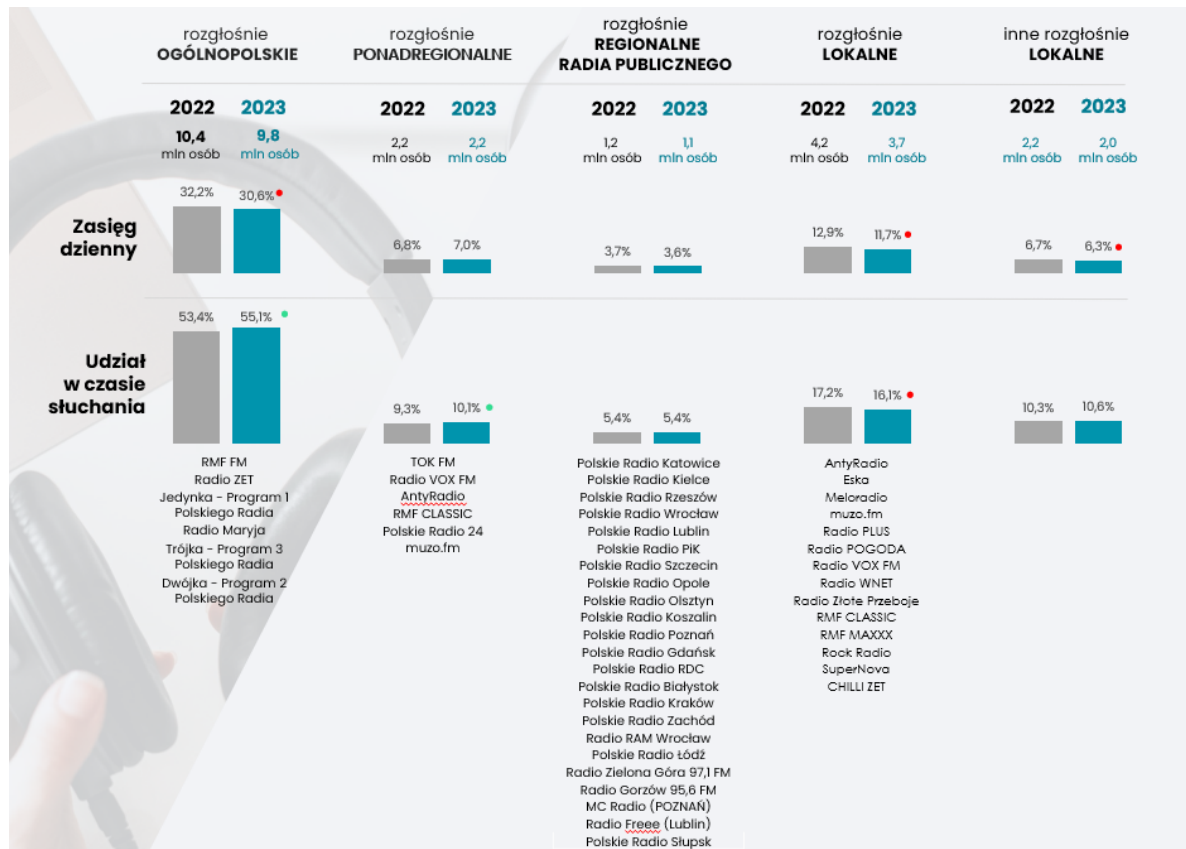 rozgłośnie
OGÓLNOPOLSKIE
rozgłośnie
PONADREGIONALNE
rozgłośnie
REGIONALNE
RADIA PUBLICZNEGO
rozgłośnie
LOKALNE
inne rozgłośnie
LOKALNE
2022 2023
10,4 9,8
mln osób mln osób
2022 2023
2,2 2,2
mln osób mln osób
2022 2023
1,2 1,1
mln osób mln osób
2022 2023
4,2 3,7
mln osób mln osób
2022 2023
2,2 2,0
mln osób mln osób
Zasięg
dzienny
32,2% 30,6%
6,8% 7,0%
3,7% 3,6%
12,9% 11,7%
6,7% 6,3%
Udział
w czasie
słuchania
53,4% 55,1%
9,3% 10,1%
5,4% 5,4%
17,2% 16,1%
10,3% 10,6%
RMF FM
Radio ZET
Jedynka - Program 1
Polskiego Radia
Radio Maryja
Trójka - Program 3
Polskiego Radia
Dwójka - Program 2
Polskiego Radia
TOK FM
Radio VOX FM
AntyRadio
RMF CLASSIC
Polskie Radio 24
muzo.fm
Polskie Radio Katowice
Polskie Radio Kielce
Polskie Radio Rzeszów
Polskie Radio Wrocław
Polskie Radio Lublin
Polskie Radio PiK
Polskie Radio Szczecin
Polskie Radio Opole
Polskie Radio Olsztyn
Polskie Radio Koszalin
Polskie Radio Poznań
Polskie Radio Gdańsk
Polskie Radio RDC
Polskie Radio Białystok
Polskie Radio Kraków
Polskie Radio Zachód
Radio RAM Wrocław
Polskie Radio Łódź
Radio Zielona Góra 97,1 FM
Radio Gorzów 95,6 FM
MC Radio (POZNAŃ)
Radio Freee (Lublin)
Polskie Radio Słupsk
AntyRadio
Eska
Meloradio
muzo.fm
Radio PLUS
Radio POGODA
Radio VOX FM
Radio WNET
Radio Złote Przeboje
RMF CLASSIC
RMF MAXXX
Rock Radio
SuperNova
CHILLI ZET